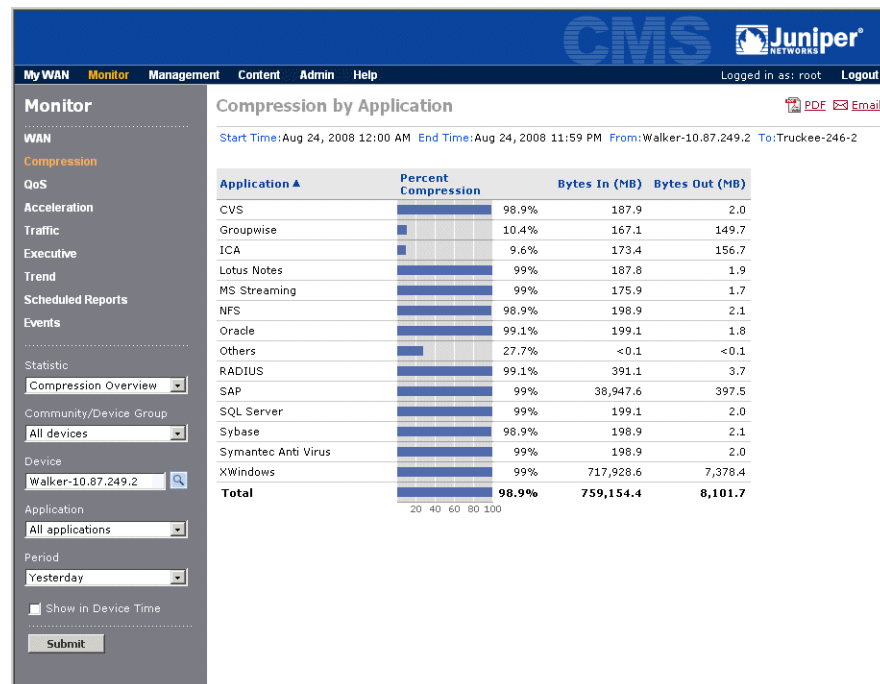 CMS
Juniper®
NETWORKS
My WAN Monitor Management Content Admin Help Logged in as: root Logout
Monitor
WAN
Compression
QoS
Acceleration
Traffic
Executive
Trend
Scheduled Reports
Events
Statistic
Compression Overview
Community/Device Group
All devices
Device
Walker-10.87.249.2
Application
All applications
Period
Yesterday
Show in Device Time
Submit
Compression by Application PDF Email
Start Time:Aug 24, 2008 12:00 AM End Time:Aug 24, 2008 11:59 PM From:Walker-10.87.249.2 To:Truckee-246-2
Application ▲ Percent Compression Bytes In (MB) Bytes Out (MB)
CVS 98.9% 187.9 2.0
Groupwise 10.4% 167.1 149.7
ICA 9.6% 173.4 156.7
Lotus Notes 99% 187.8 1.9
MS Streaming 99% 175.9 1.7
NFS 98.9% 198.9 2.1
Oracle 99.1% 199.1 1.8
Others 27.7% <0.1 <0.1
RADIUS 99.1% 391.1 3.7
SAP 99% 38,947.6 397.5
SQL Server 99% 199.1 2.0
Sybase 98.9% 198.9 2.1
Symantec Anti Virus 99% 198.9 2.0
XWindows 99% 717,928.6 7,378.4
Total 98.9% 759,154.4 8,101.7
20 40 60 80 100